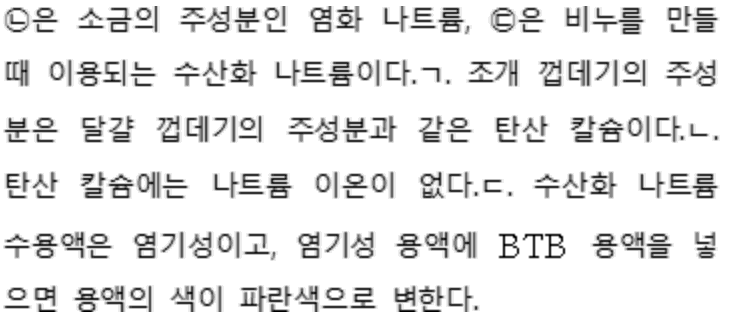 ㉡은 소금의 주성분인 염화 나트륨, ㉢은 비누를 만들
때 이용되는 수산화 나트륨이다.ㄱ. 조개 껍데기의 주성
분은 달걀 껍데기의 주성분과 같은 탄산 칼슘이다.ㄴ.
탄산 칼슘에는 나트륨 이온이 없다.ㄷ. 수산화 나트륨
수용액은 염기성이고, 염기성 용액에 BTB 용액을 넣
으면 용액의 색이 파란색으로 변한다.